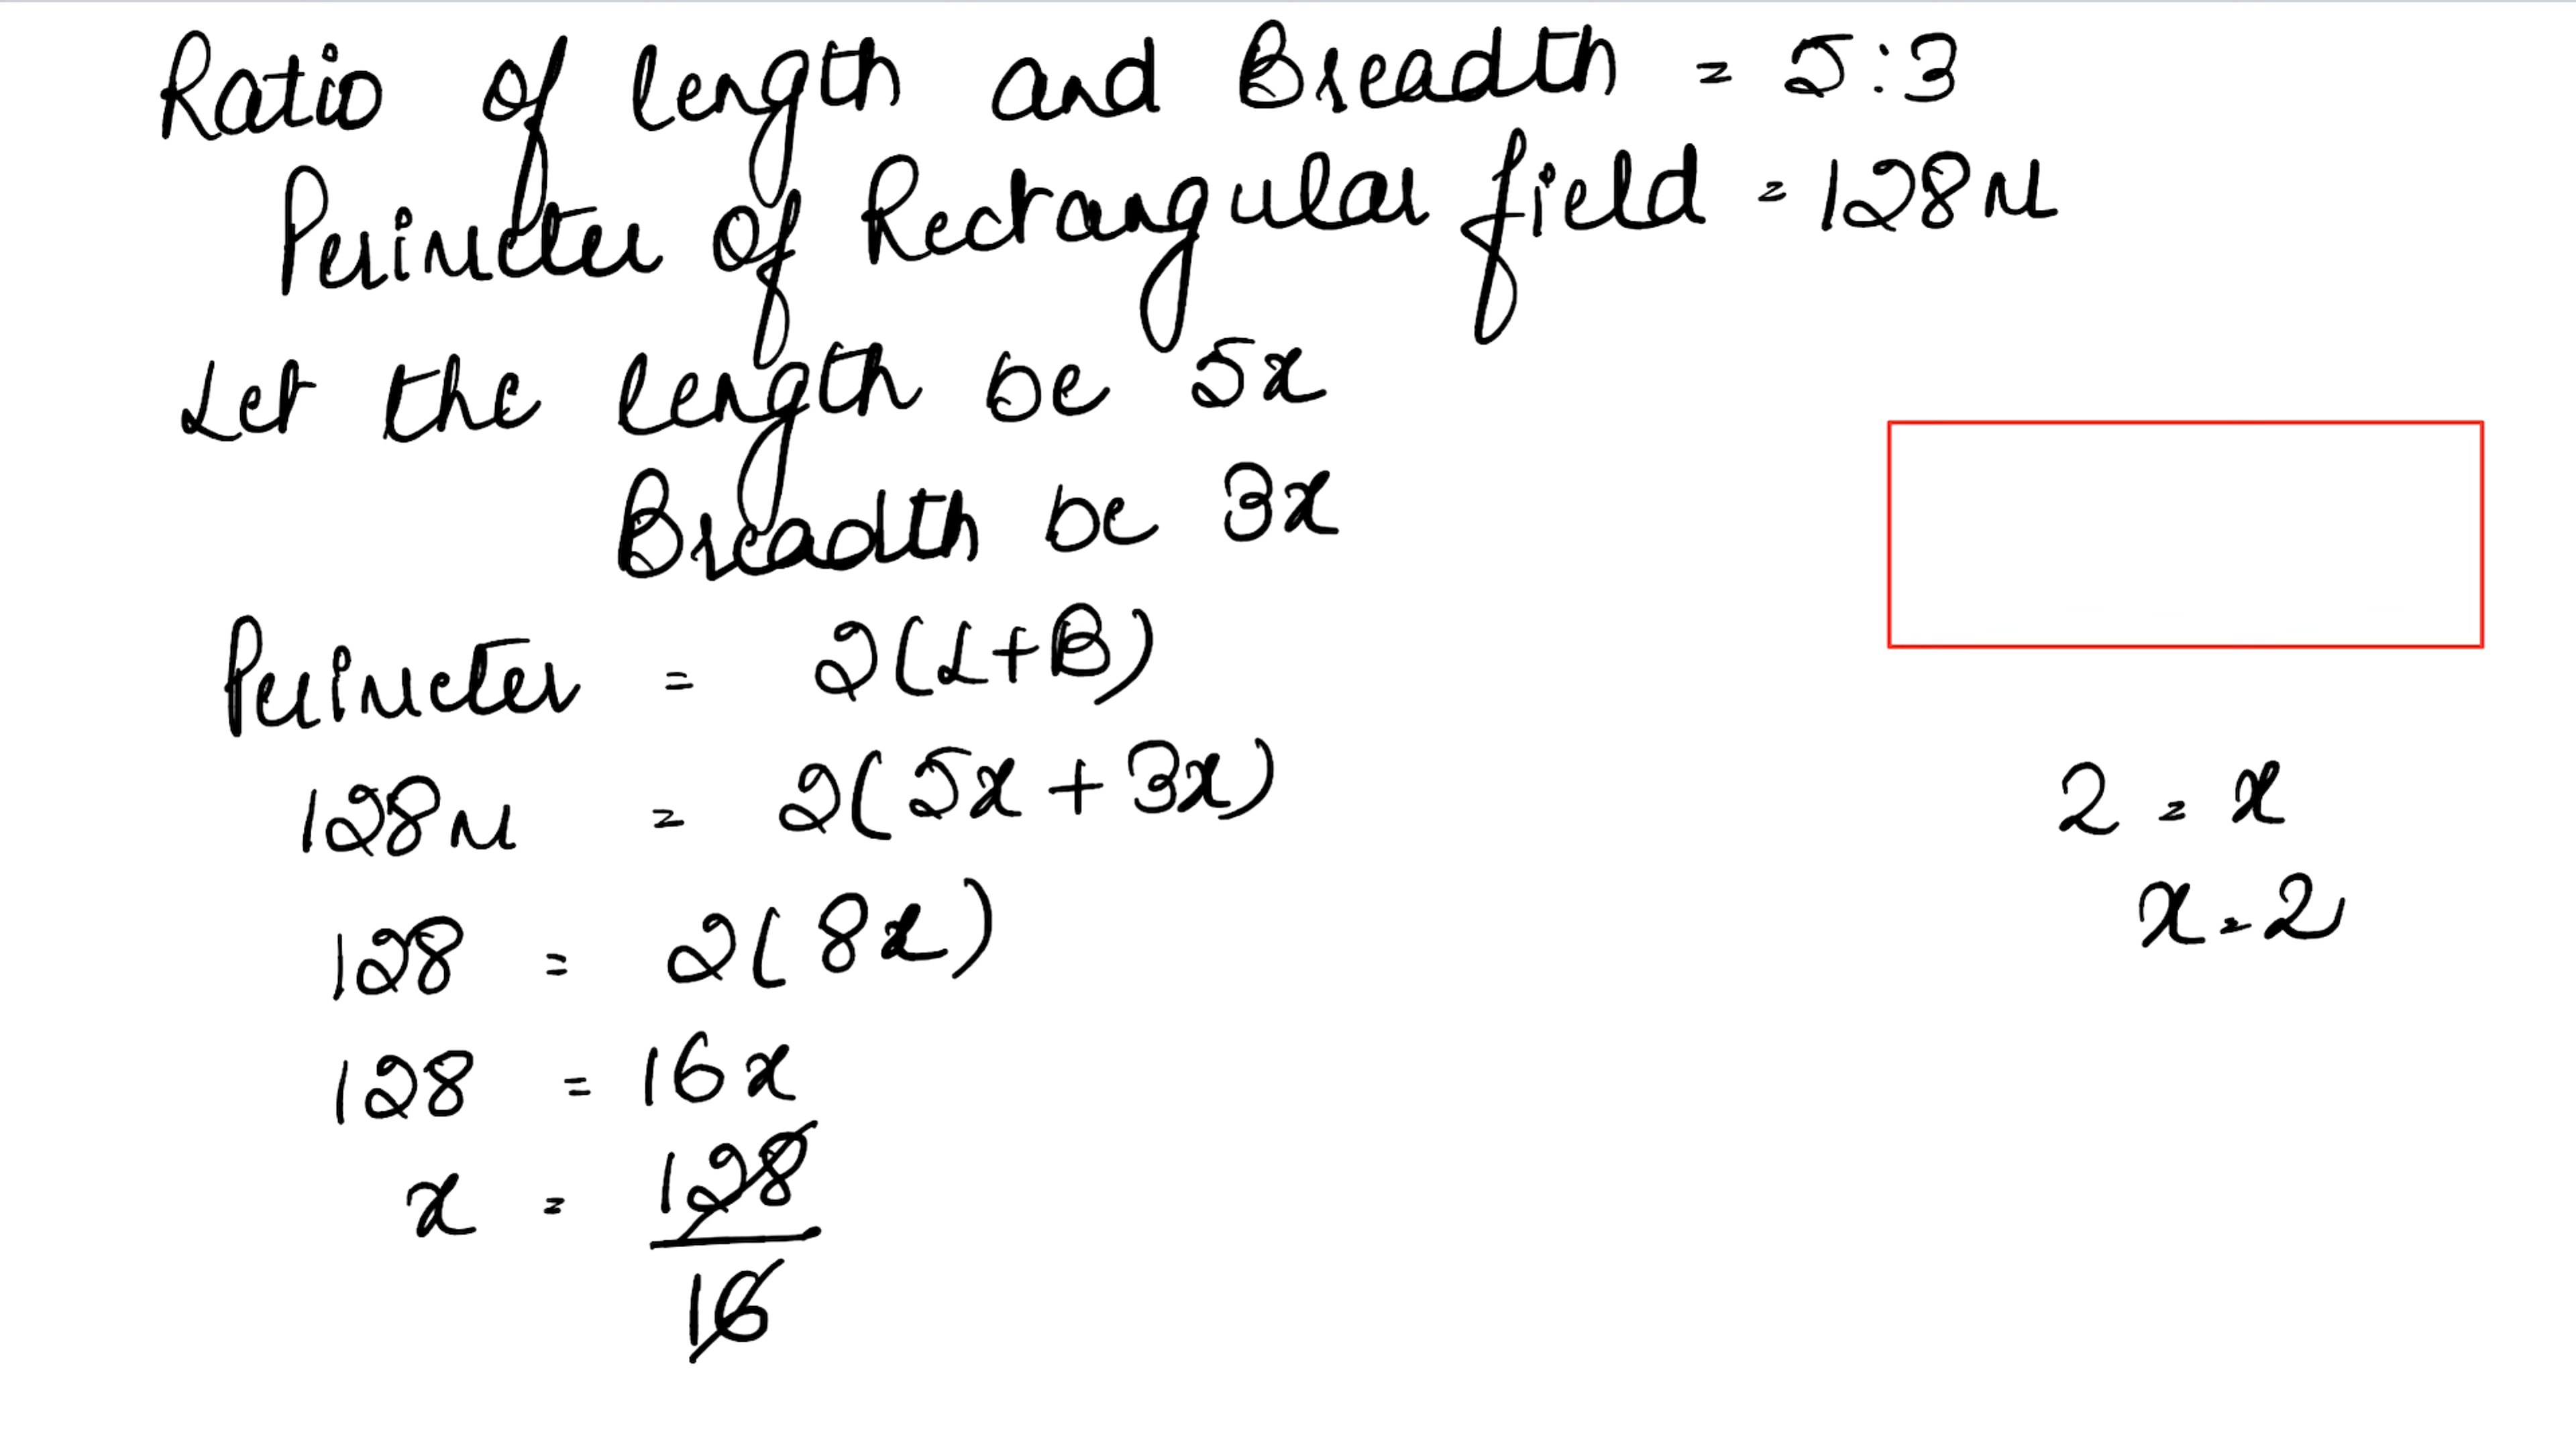 Ratio of length and Breadth = 5:3
Perimeter of Rectangular field = 128M
Let the length be 5x
Breadth be 3x
Perimeter = 2(L+B)
128M = 2(5x + 3x)
128 = 2(8x)
128 = 16x
x = 128/16
2 = x
x = 2